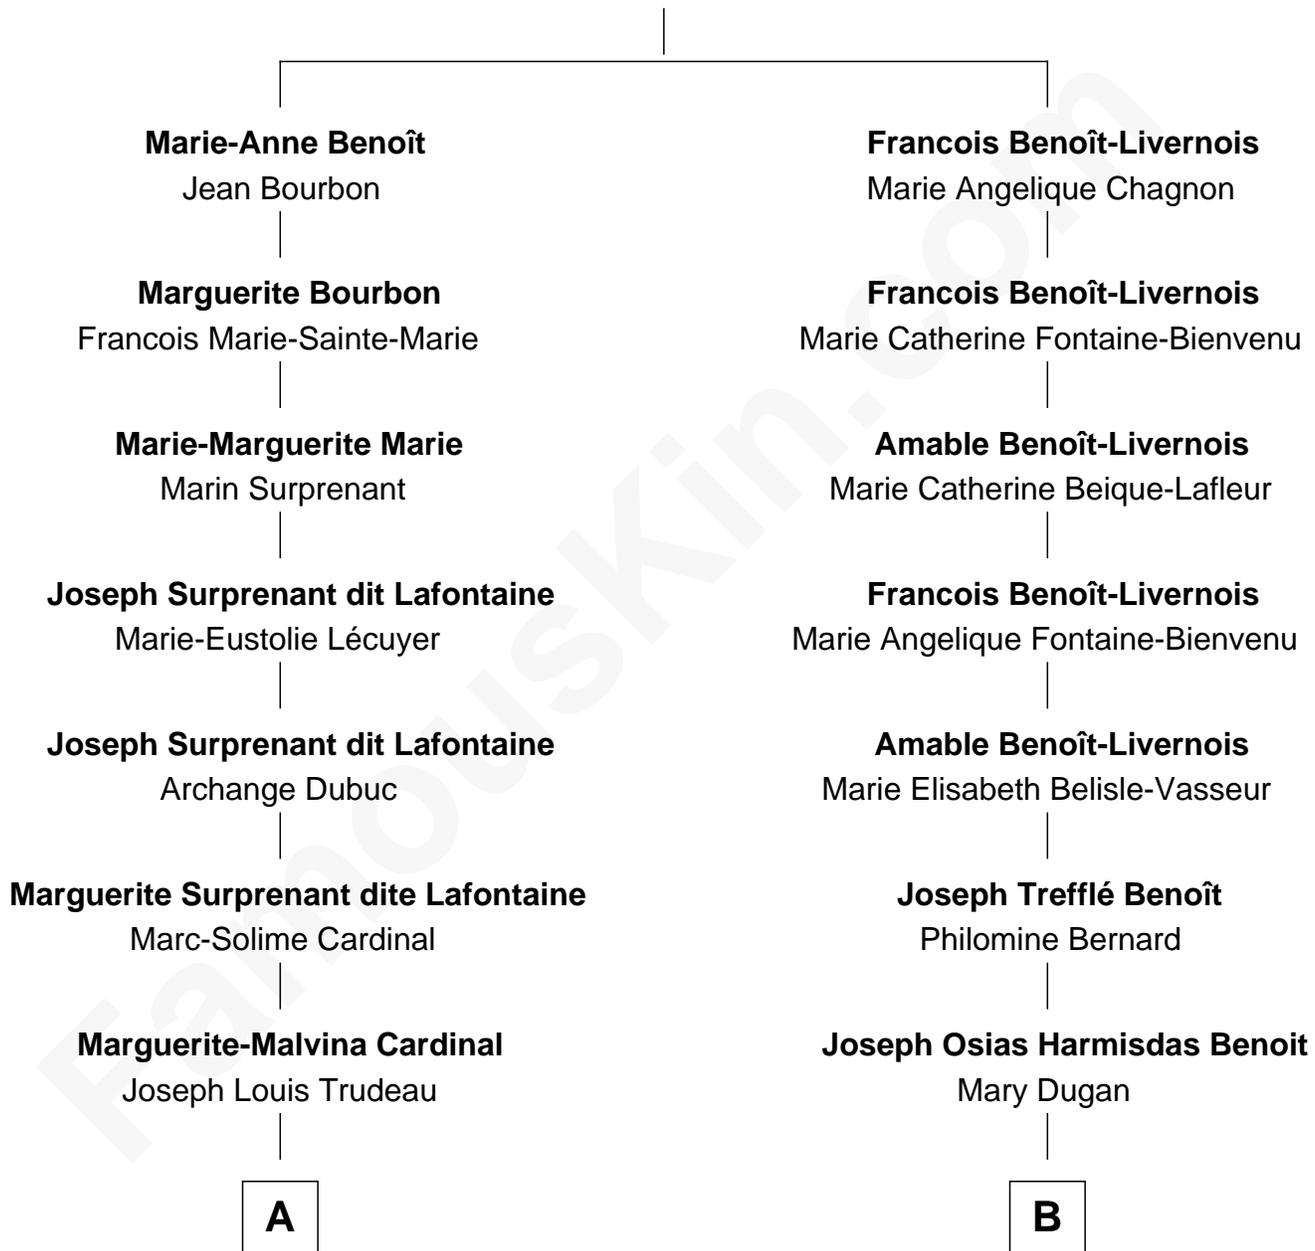 Marie-Anne Benoît
Jean Bourbon
Francois Benoît-Livernois
Marie Angelique Chagnon
Marguerite Bourbon
Francois Marie-Sainte-Marie
Francois Benoît-Livernois
Marie Catherine Fontaine-Bienvenu
Marie-Marguerite Marie
Marin Surprenant
Amable Benoît-Livernois
Marie Catherine Beique-Lafleur
Joseph Surprenant dit Lafontaine
Marie-Eustolie Lécuyer
Francois Benoît-Livernois
Marie Angelique Fontaine-Bienvenu
Joseph Surprenant dit Lafontaine
Archange Dubuc
Amable Benoît-Livernois
Marie Elisabeth Belisle-Vasseur
Marguerite Surprenant dite Lafontaine
Marc-Solime Cardinal
Joseph Trefflé Benoît
Philomine Bernard
Marguerite-Malvina Cardinal
Joseph Louis Trudeau
Joseph Osias Harmisdas Benoit
Mary Dugan
A
B
FamousKin.com